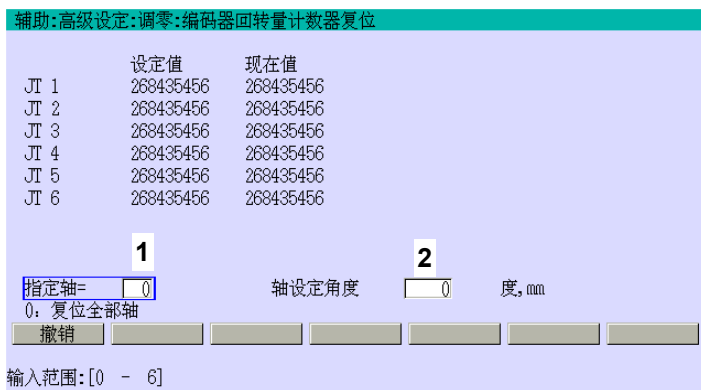 辅助:高级设定:调零:编码器回转量计数器复位
设定值 现在值
JT 1 268435456 268435456
JT 2 268435456 268435456
JT 3 268435456 268435456
JT 4 268435456 268435456
JT 5 268435456 268435456
JT 6 268435456 268435456
1 2
指定轴= 0 轴设定角度 0 度,mm
0: 复位全部轴
撤销
输入范围:[0 - 6]